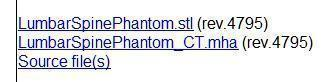 LumbarSpinePhantom.stl (rev.4795)
LumbarSpinePhantom_CT.mha (rev.4795)
Source file(s)